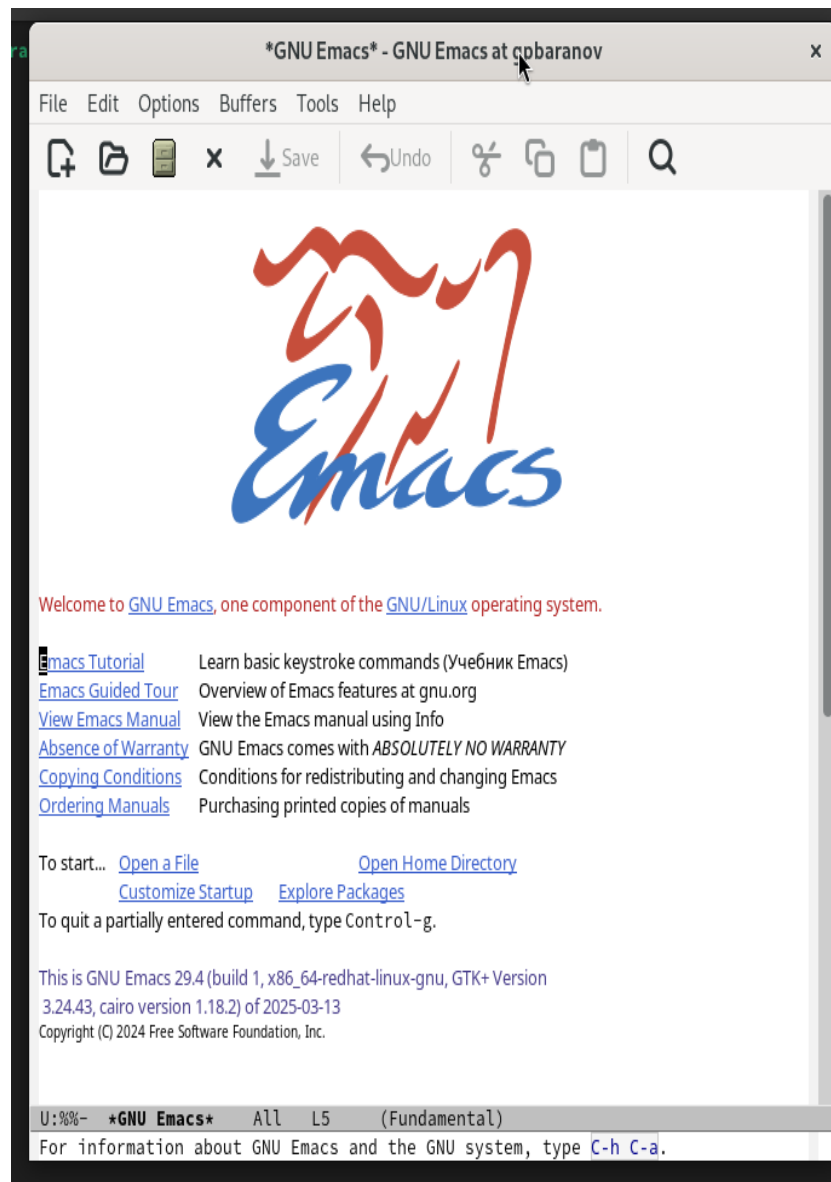 ra
*GNU Emacs* - GNU Emacs at gpbaranov
File Edit Options Buffers Tools Help
Save Undo
Emacs
Welcome to GNU Emacs, one component of the GNU/Linux operating system.
Emacs Tutorial Learn basic keystroke commands (Учебник Emacs)
Emacs Guided Tour Overview of Emacs features at gnu.org
View Emacs Manual View the Emacs manual using Info
Absence of Warranty GNU Emacs comes with ABSOLUTELY NO WARRANTY
Copying Conditions Conditions for redistributing and changing Emacs
Ordering Manuals Purchasing printed copies of manuals
To start... Open a File Open Home Directory
Customize Startup Explore Packages
To quit a partially entered command, type Control-g.
This is GNU Emacs 29.4 (build 1, x86_64-redhat-linux-gnu, GTK+ Version
3.24.43, cairo version 1.18.2) of 2025-03-13
Copyright (C) 2024 Free Software Foundation, Inc.
U:%%- *GNU Emacs* All L5 (Fundamental)
For information about GNU Emacs and the GNU system, type C-h C-a.